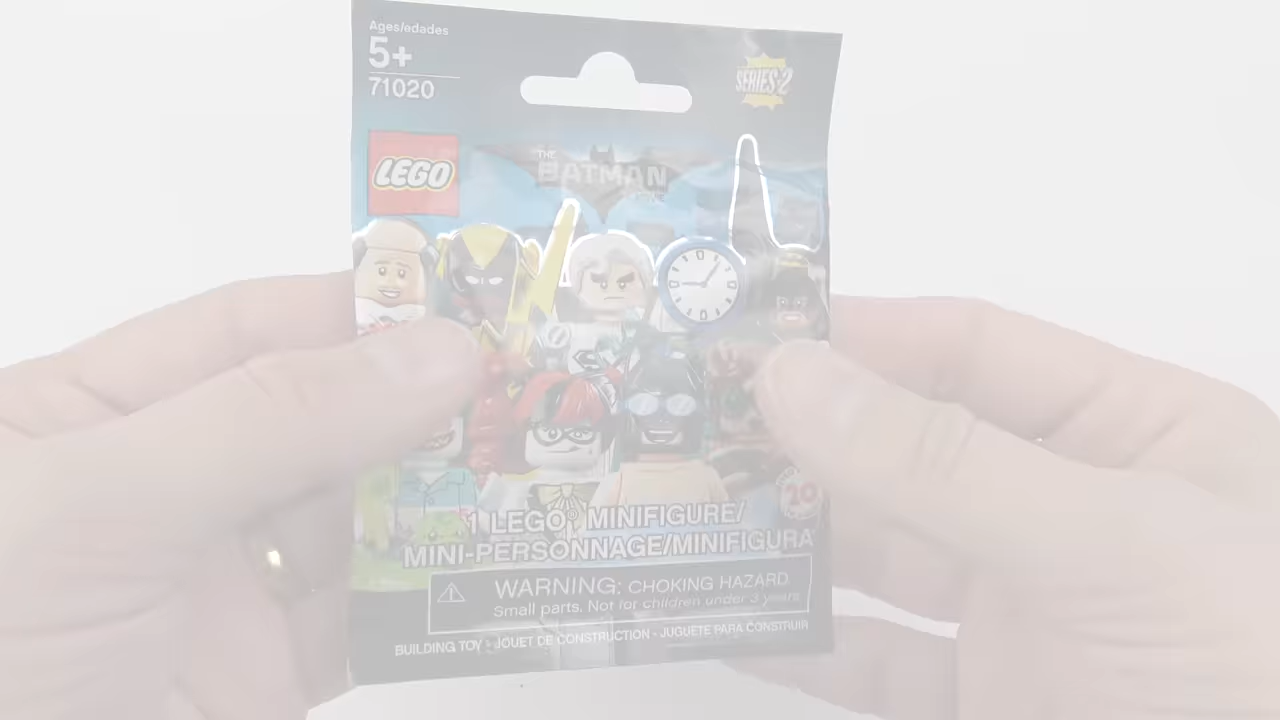 Ages/edades
5+
71020
SERIES 2
LEGO
THE
BATMAN
MOVIE
20
1 LEGO® MINIFIGURE/
MINI-PERSONNAGE/MINIFIGURA
WARNING: CHOKING HAZARD
Small parts. Not for children under 3 years
BUILDING TOY - JOUET DE CONSTRUCTION - JUGUETE PARA CONSTRUIR